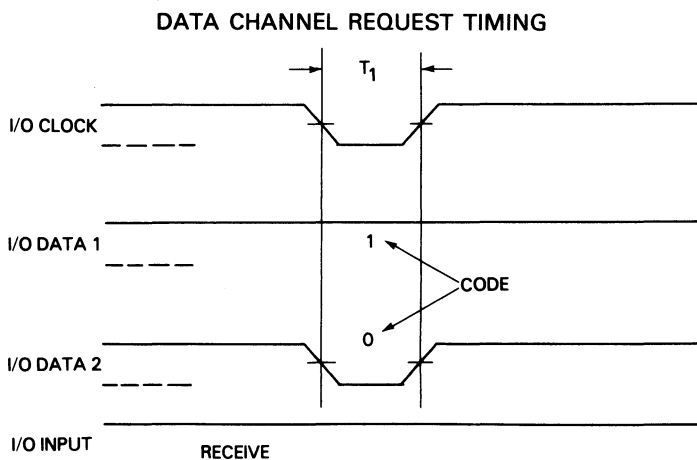 DATA CHANNEL REQUEST TIMING
T1
I/O CLOCK
I/O DATA 1
1
CODE
0
I/O DATA 2
I/O INPUT
RECEIVE